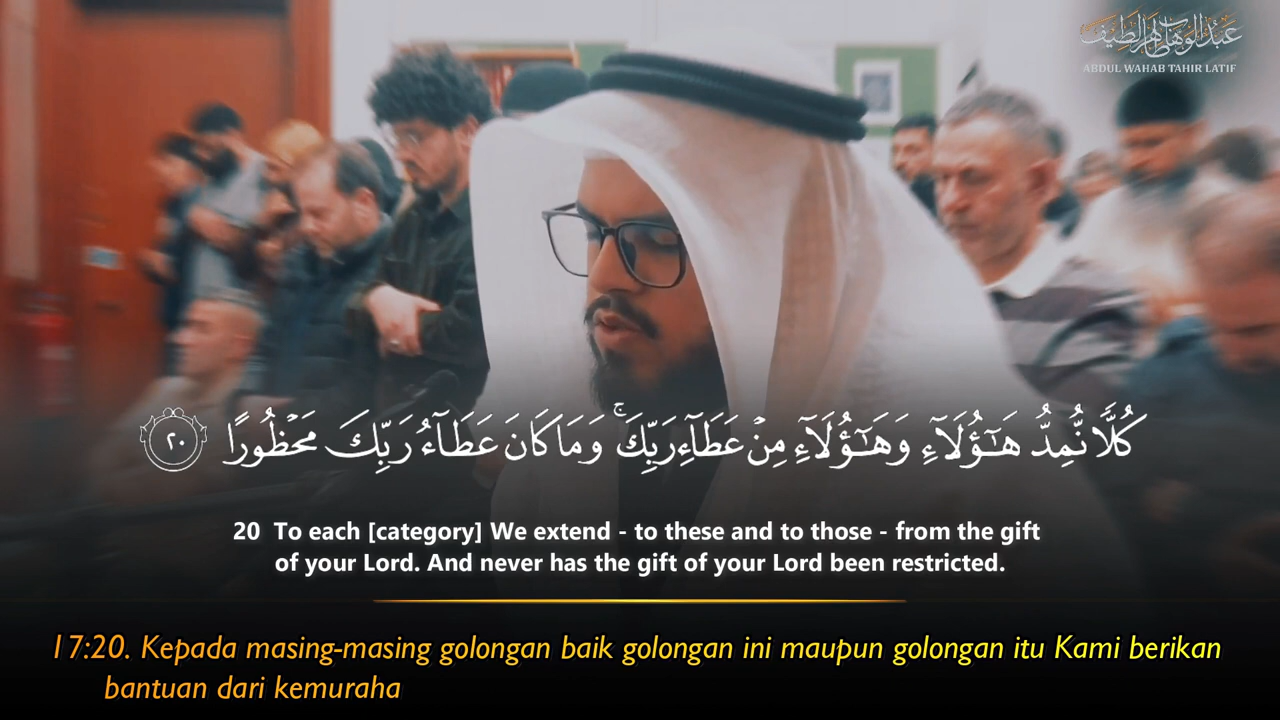 عبد الوهاب طاهر لطيف
ABDUL WAHAB TAHIR LATIF
كُلًّا نُّمِدُّ هَٰٓؤُلَآءِ وَهَٰٓؤُلَآءِ مِنْ عَطَآءِ رَبِّكَ ۚ وَمَا كَانَ عَطَآءُ رَبِّكَ مَحْظُورًا ٢٠
20 To each [category] We extend - to these and to those - from the gift
of your Lord. And never has the gift of your Lord been restricted.
17:20. Kepada masing-masing golongan baik golongan ini maupun golongan itu Kami berikan
bantuan dari kemuraha